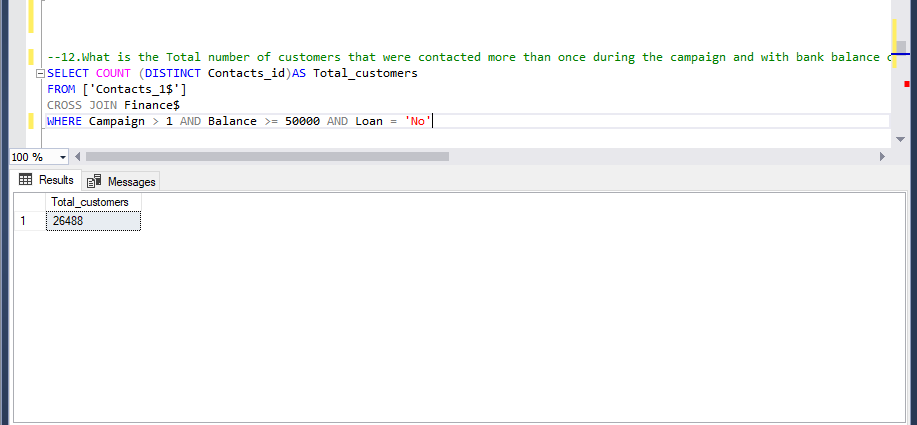 --12.What is the Total number of customers that were contacted more than once during the campaign and with bank balance
SELECT COUNT (DISTINCT Contacts_id)AS Total_customers
FROM ['Contacts_1$']
CROSS JOIN Finance$
WHERE Campaign > 1 AND Balance >= 50000 AND Loan = 'No'
100 %
Results Messages
Total_customers
1 26488